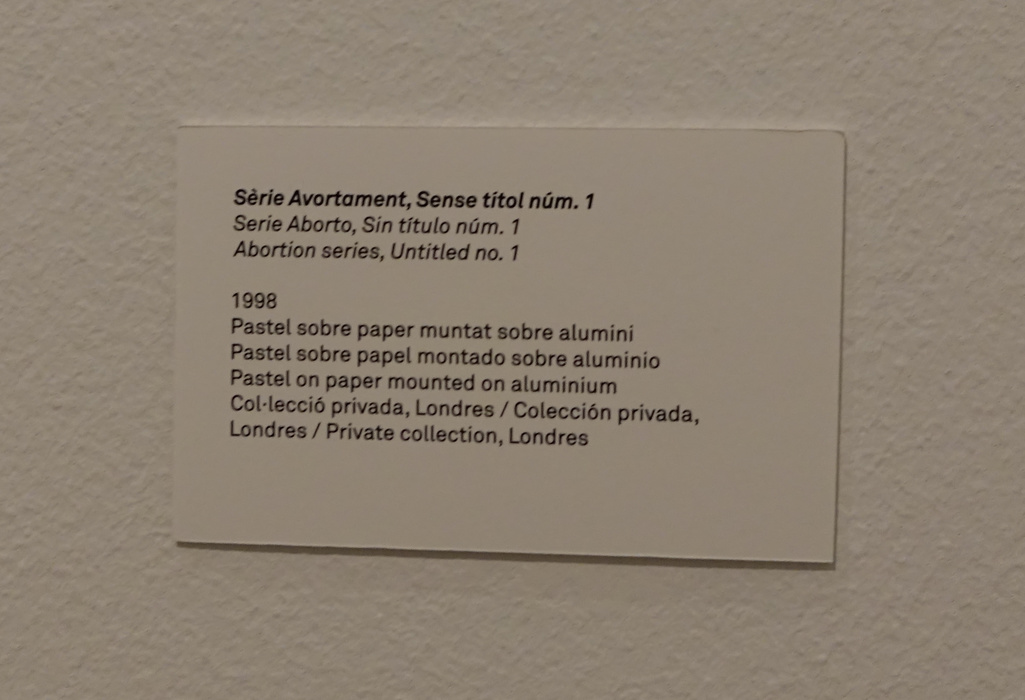 Sèrie Avortament, Sense títol núm. 1
Serie Aborto, Sin título núm. 1
Abortion series, Untitled no. 1
1998
Pastel sobre paper muntat sobre alumini
Pastel sobre papel montado sobre aluminio
Pastel on paper mounted on aluminium
Col·lecció privada, Londres / Colección privada,
Londres / Private collection, Londres